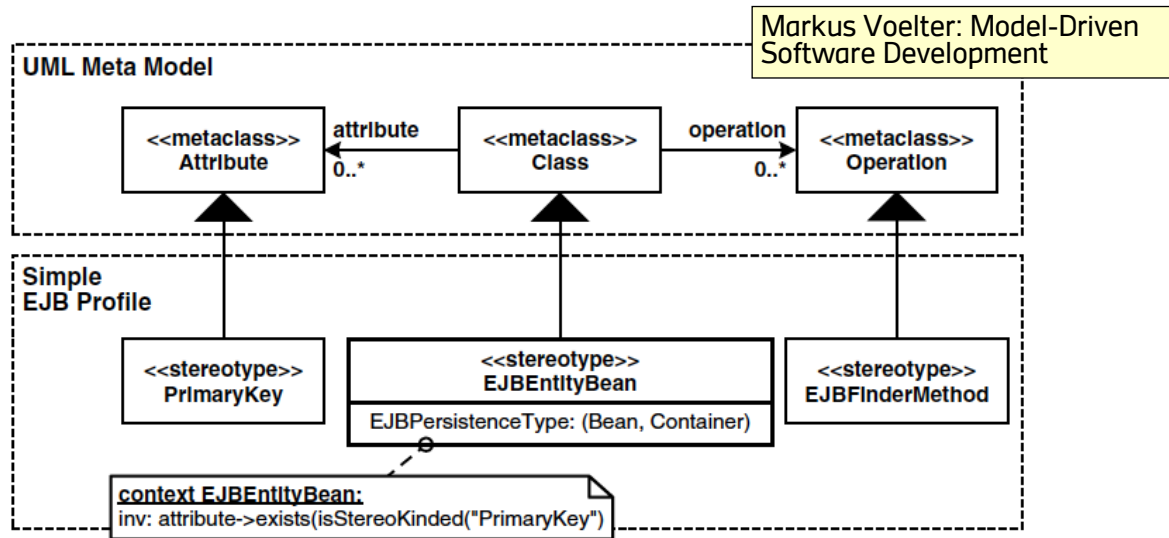 Markus Voelter: Model-Driven
Software Development
UML Meta Model
<<metaclass>>
Attribute
attribute
0..*
<<metaclass>>
Class
operation
0..*
<<metaclass>>
Operation
Simple
EJB Profile
<<stereotype>>
PrimaryKey
<<stereotype>>
EJBEntityBean
EJBPersistenceType: (Bean, Container)
<<stereotype>>
EJBFinderMethod
context EJBEntityBean:
inv: attribute->exists(isStereoKinded("PrimaryKey")